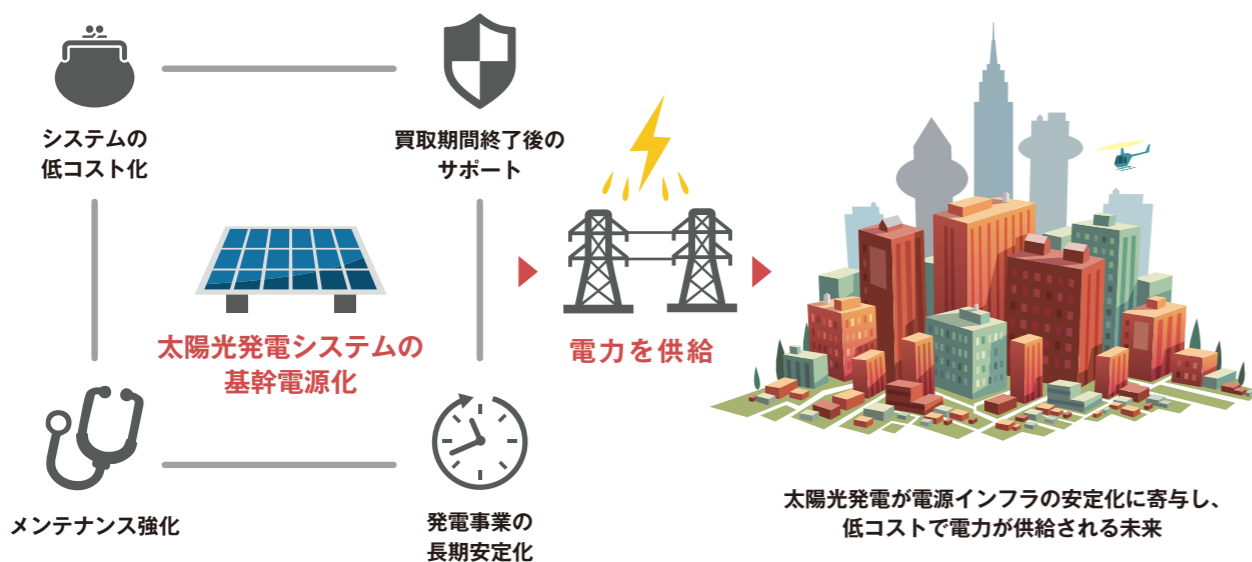 システムの
低コスト化
買取期間終了後の
サポート
太陽光発電システムの
基幹電源化
メンテナンス強化
発電事業の
長期安定化
電力を供給
太陽光発電が電源インフラの安定化に寄与し、
低コストで電力が供給される未来